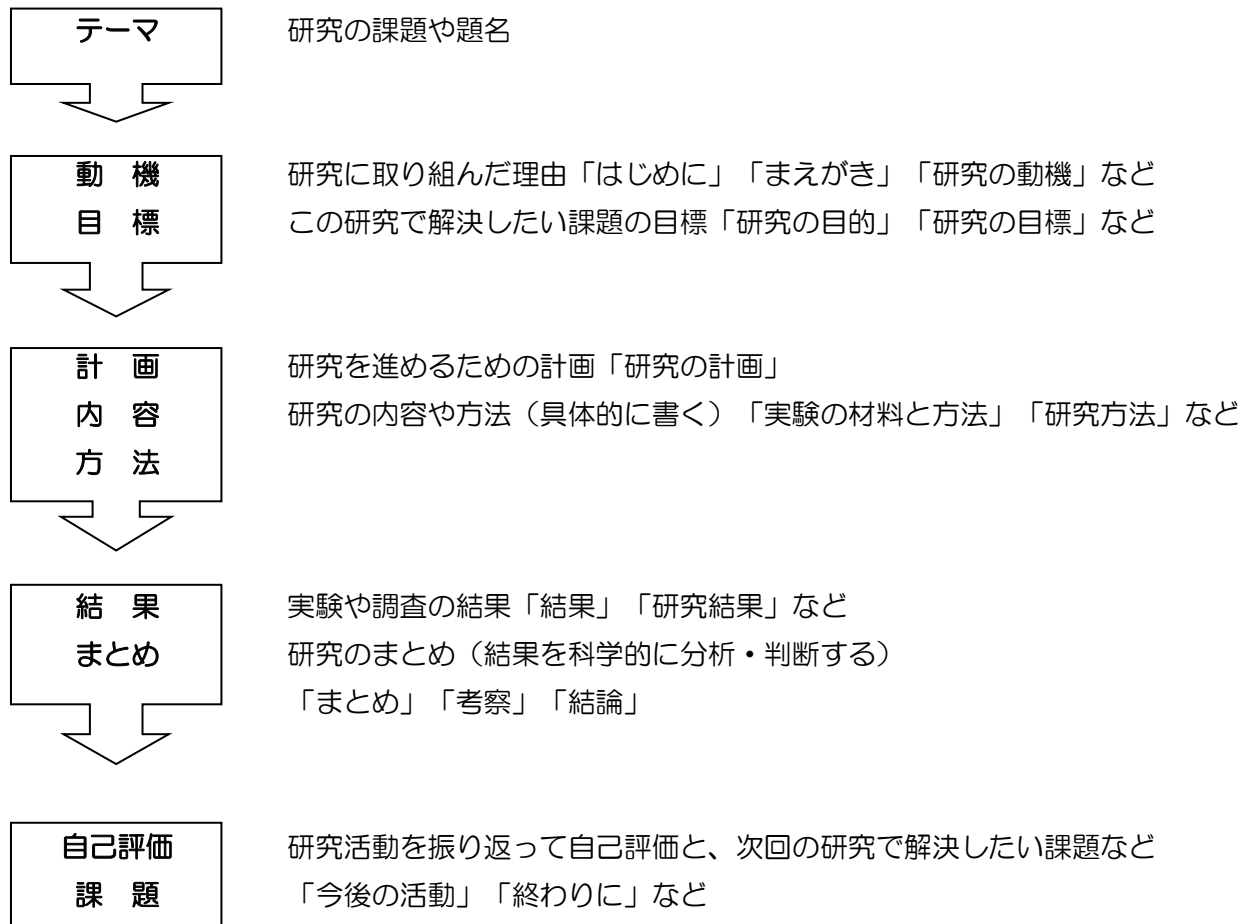 テーマ　研究の課題や題名
動　機　研究に取り組んだ理由「はじめに」「まえがき」「研究の動機」など
目　標　この研究で解決したい課題の目標「研究の目的」「研究の目標」など
計　画　研究を進めるための計画「研究の計画」
内　容　研究の内容や方法（具体的に書く）「実験の材料と方法」「研究方法」など
方　法
結　果　実験や調査の結果「結果」「研究結果」など
まとめ　研究のまとめ（結果を科学的に分析・判断する）
「まとめ」「考察」「結論」
自己評価　研究活動を振り返って自己評価と、次回の研究で解決したい課題など
課　題　「今後の活動」「終わりに」など